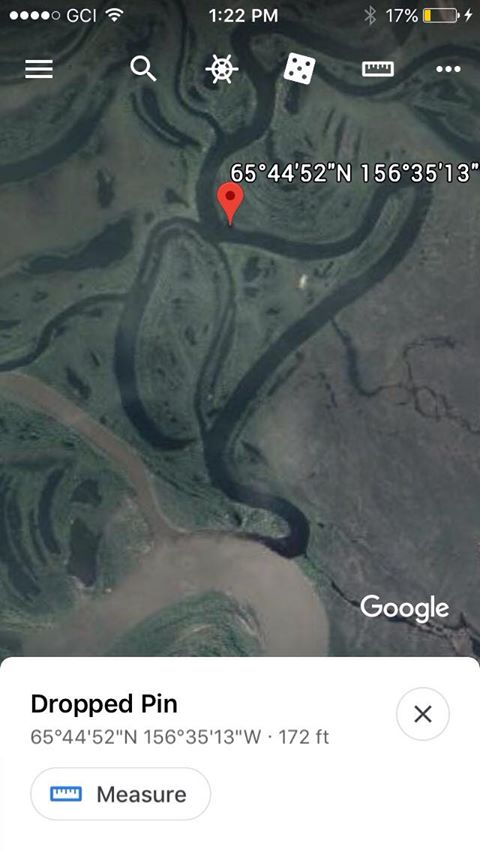 GCI 1:22 PM 17%
65°44'52"N 156°35'13"
Google
Dropped Pin
65°44'52"N 156°35'13"W · 172 ft
Measure